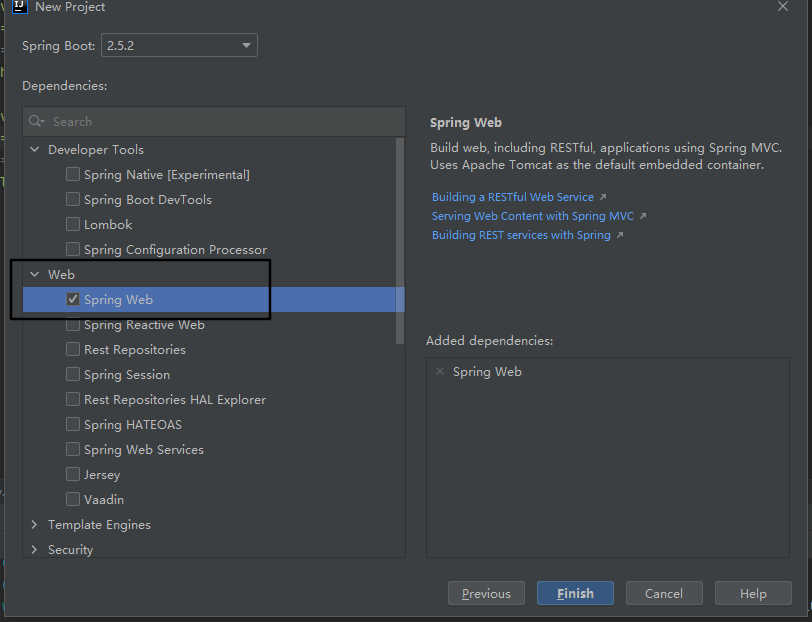 New Project
Spring Boot: 2.5.2
Dependencies:
Search
Developer Tools
Spring Native [Experimental]
Spring Boot DevTools
Lombok
Spring Configuration Processor
Web
Spring Web
Spring Reactive Web
Rest Repositories
Spring Session
Rest Repositories HAL Explorer
Spring HATEOAS
Spring Web Services
Jersey
Vaadin
Template Engines
Security
Spring Web
Build web, including RESTful, applications using Spring MVC.
Uses Apache Tomcat as the default embedded container.
Building a RESTful Web Service
Serving Web Content with Spring MVC
Building REST services with Spring
Added dependencies:
Spring Web
Previous
Finish
Cancel
Help